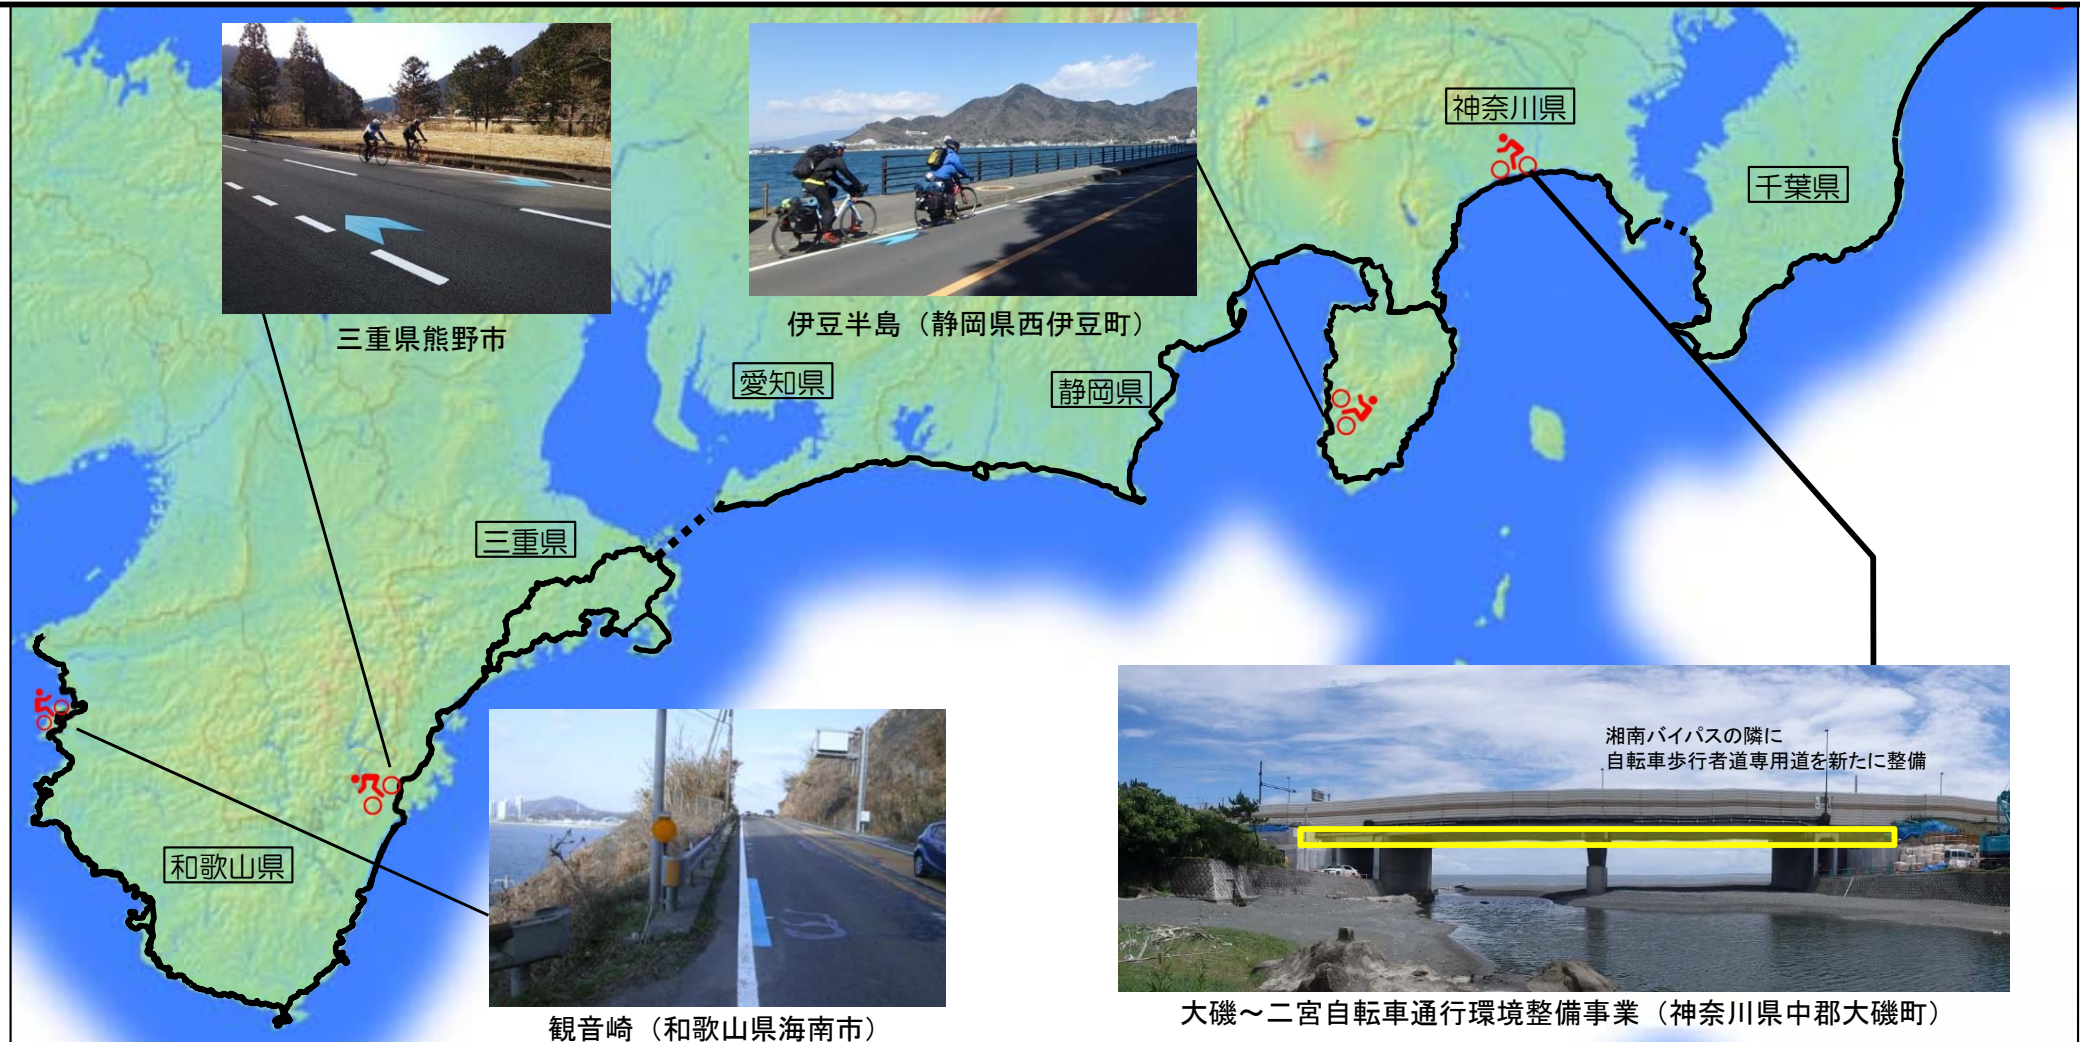 神奈川県
千葉県
三重県熊野市
伊豆半島（静岡県西伊豆町）
愛知県
静岡県
三重県
湘南バイパスの隣に
自転車歩行者道専用道を新たに整備
和歌山県
観音崎（和歌山県海南市）
大磯～二宮自転車通行環境整備事業（神奈川県中郡大磯町）